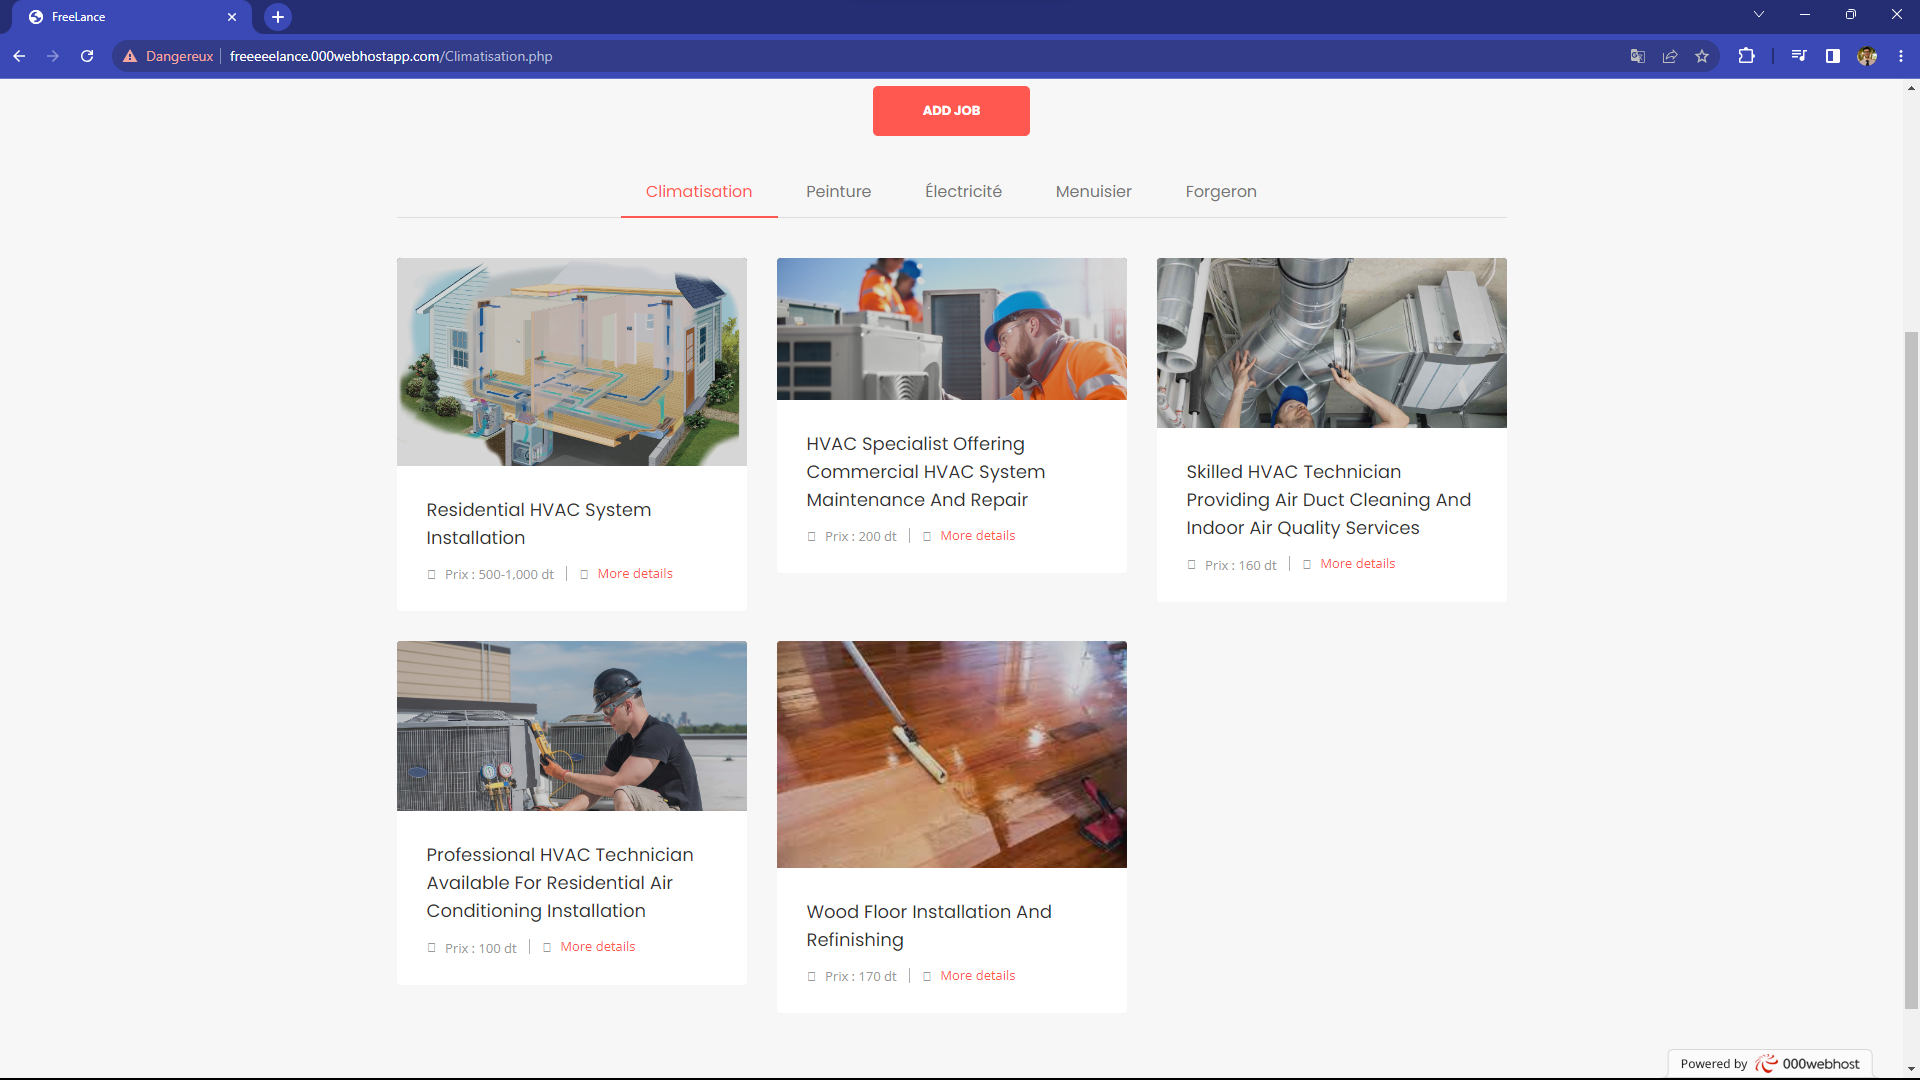 FreeLance
Dangereux
freeeeelance.000webhostapp.com/Climatisation.php
ADD JOB
Climatisation
Peinture
Électricité
Menuisier
Forgeron
Residential HVAC System
Installation
Prix : 500-1,000 dt
More details
HVAC Specialist Offering
Commercial HVAC System
Maintenance And Repair
Prix : 200 dt
More details
Skilled HVAC Technician
Providing Air Duct Cleaning And
Indoor Air Quality Services
Prix : 160 dt
More details
Professional HVAC Technician
Available For Residential Air
Conditioning Installation
Prix : 100 dt
More details
Wood Floor Installation And
Refinishing
Prix : 170 dt
More details
Powered by 000webhost